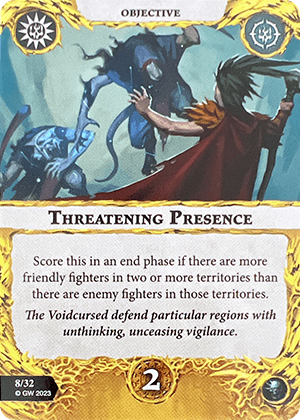 OBJECTIVE
THREATENING PRESENCE
Score this in an end phase if there are more
friendly fighters in two or more territories than
there are enemy fighters in those territories.
The Voidcursed defend particular regions with
unthinking, unceasing vigilance.
8/32
© GW 2023
2